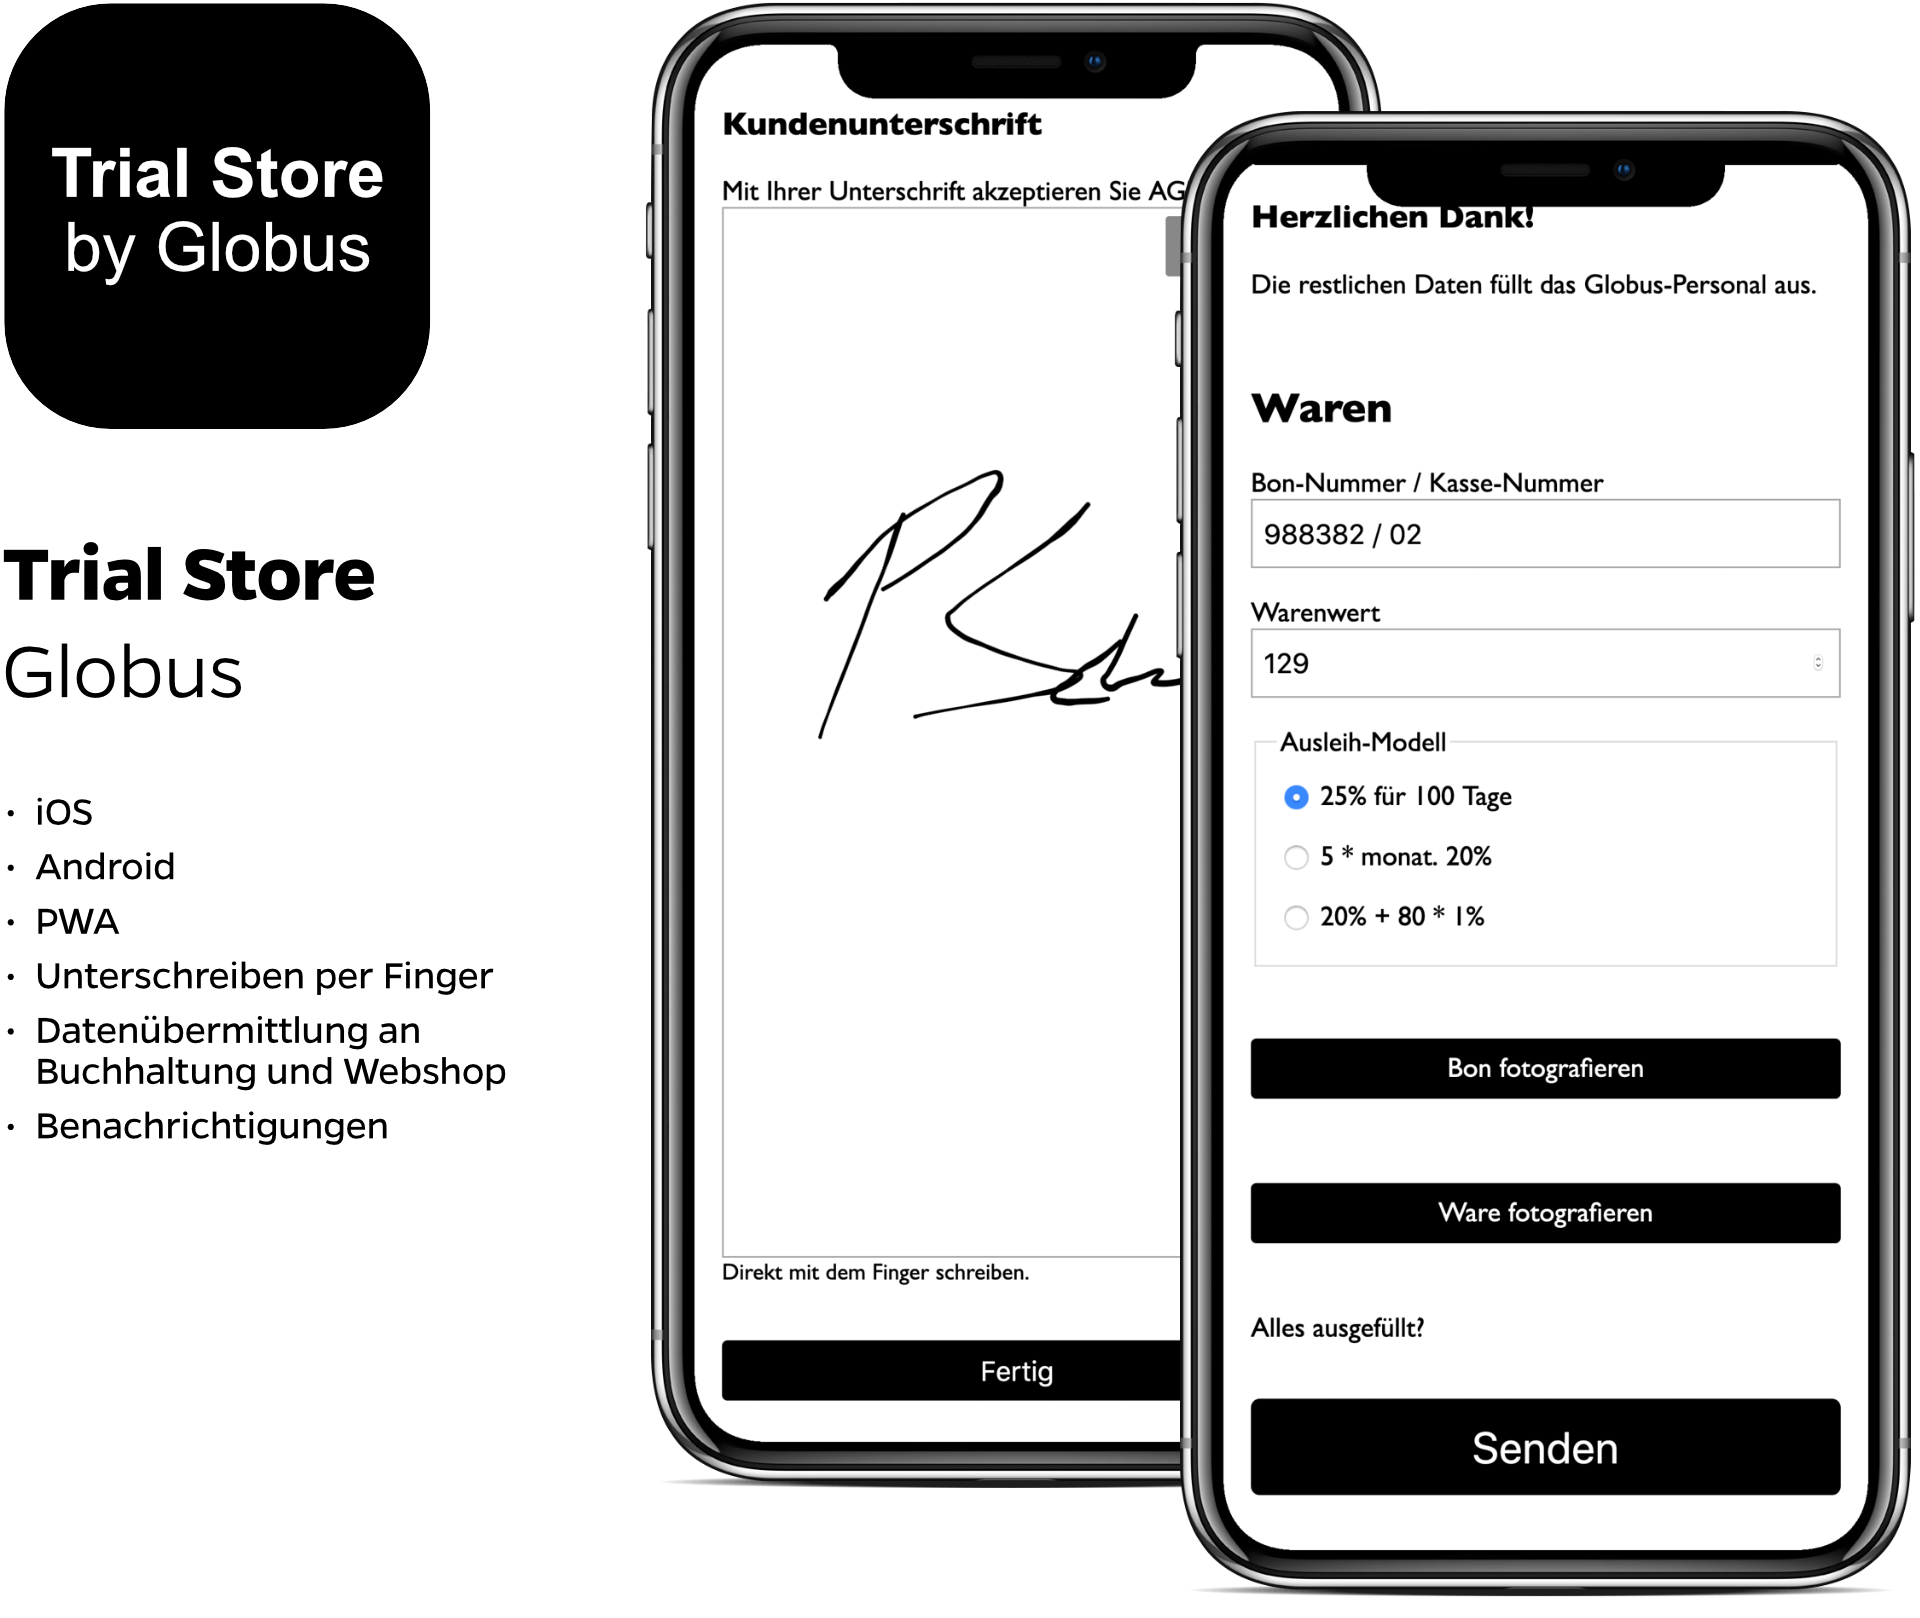 Trial Store
by Globus
Trial Store
Globus
· iOS
· Android
· PWA
· Unterschreiben per Finger
· Datenübermittlung an
Buchhaltung und Webshop
· Benachrichtigungen
Kundenunterschrift
Mit Ihrer Unterschrift akzeptieren Sie AG
Direkt mit dem Finger schreiben.
Fertig
Herzlichen Dank!
Die restlichen Daten füllt das Globus-Personal aus.
Waren
Bon-Nummer / Kasse-Nummer
988382 / 02
Warenwert
129
Ausleih-Modell
25% für 100 Tage
5 * monat. 20%
20% + 80 * 1%
Bon fotografieren
Ware fotografieren
Alles ausgefüllt?
Senden